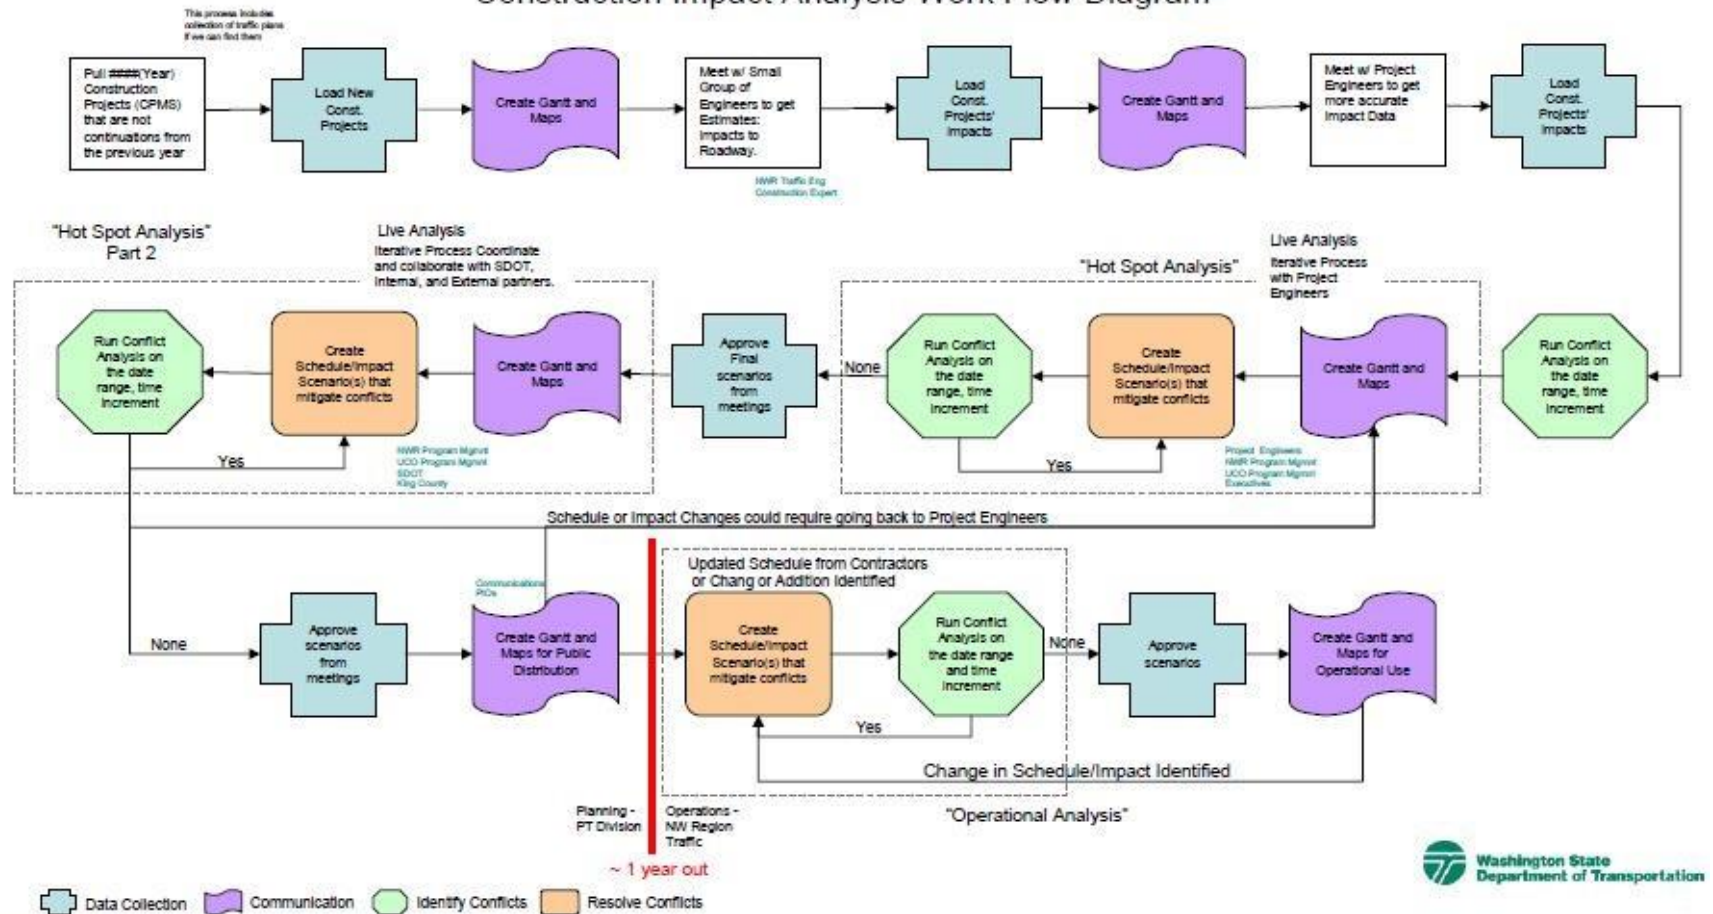 Construction Impact Analysis Work Flow Diagram
This process includes
collection of traffic plans
if we can find them
Pull ####(Year)
Construction
Projects (CPMS)
that are not
continuations from
the previous year
Load New
Const.
Projects
Create Gantt and
Maps
Meet w/ Small
Group of
Engineers to get
Estimates:
Impacts to
Roadway.
NWR Traffic Eng
Construction Expert
Load
Const.
Projects'
Impacts
Create Gantt and
Maps
Meet w/ Project
Engineers to get
more accurate
Impact Data
Load
Const.
Projects'
Impacts
"Hot Spot Analysis"
Part 2
Live Analysis
Iterative Process Coordinate
and collaborate with SDOT,
Internal, and External partners.
"Hot Spot Analysis"
Live Analysis
Iterative Process
with Project
Engineers
Run Conflict
Analysis on
the date
range, time
increment
Create
Schedule/Impact
Scenario(s) that
mitigate conflicts
Create Gantt and
Maps
Approve
Final
scenarios
from
meetings
None
Run Conflict
Analysis on
the date
range, time
increment
Create
Schedule/Impact
Scenario(s) that
mitigate conflicts
Create Gantt and
Maps
Run Conflict
Analysis on
the date
range, time
increment
Yes
NWR Program Mgmnt
UCO Program Mgmnt
SDOT
King County
Yes
Project Engineers
NWR Program Mgmnt
UCO Program Mgmnt
Executives
Schedule or Impact Changes could require going back to Project Engineers
None
Approve
scenarios
from
meetings
Communications
PIOs
Create Gantt and
Maps for Public
Distribution
Updated Schedule from Contractors
or Chang or Addition Identified
Create
Schedule/Impact
Scenario(s) that
mitigate conflicts
Run Conflict
Analysis on
the date range
and time
increment
None
Approve
scenarios
Create Gantt and
Maps for
Operational Use
Yes
Change in Schedule/Impact Identified
"Operational Analysis"
Planning -
PT Division
Operations -
NW Region
Traffic
~ 1 year out
Washington State
Department of Transportation
Data Collection
Communication
Identify Conflicts
Resolve Conflicts